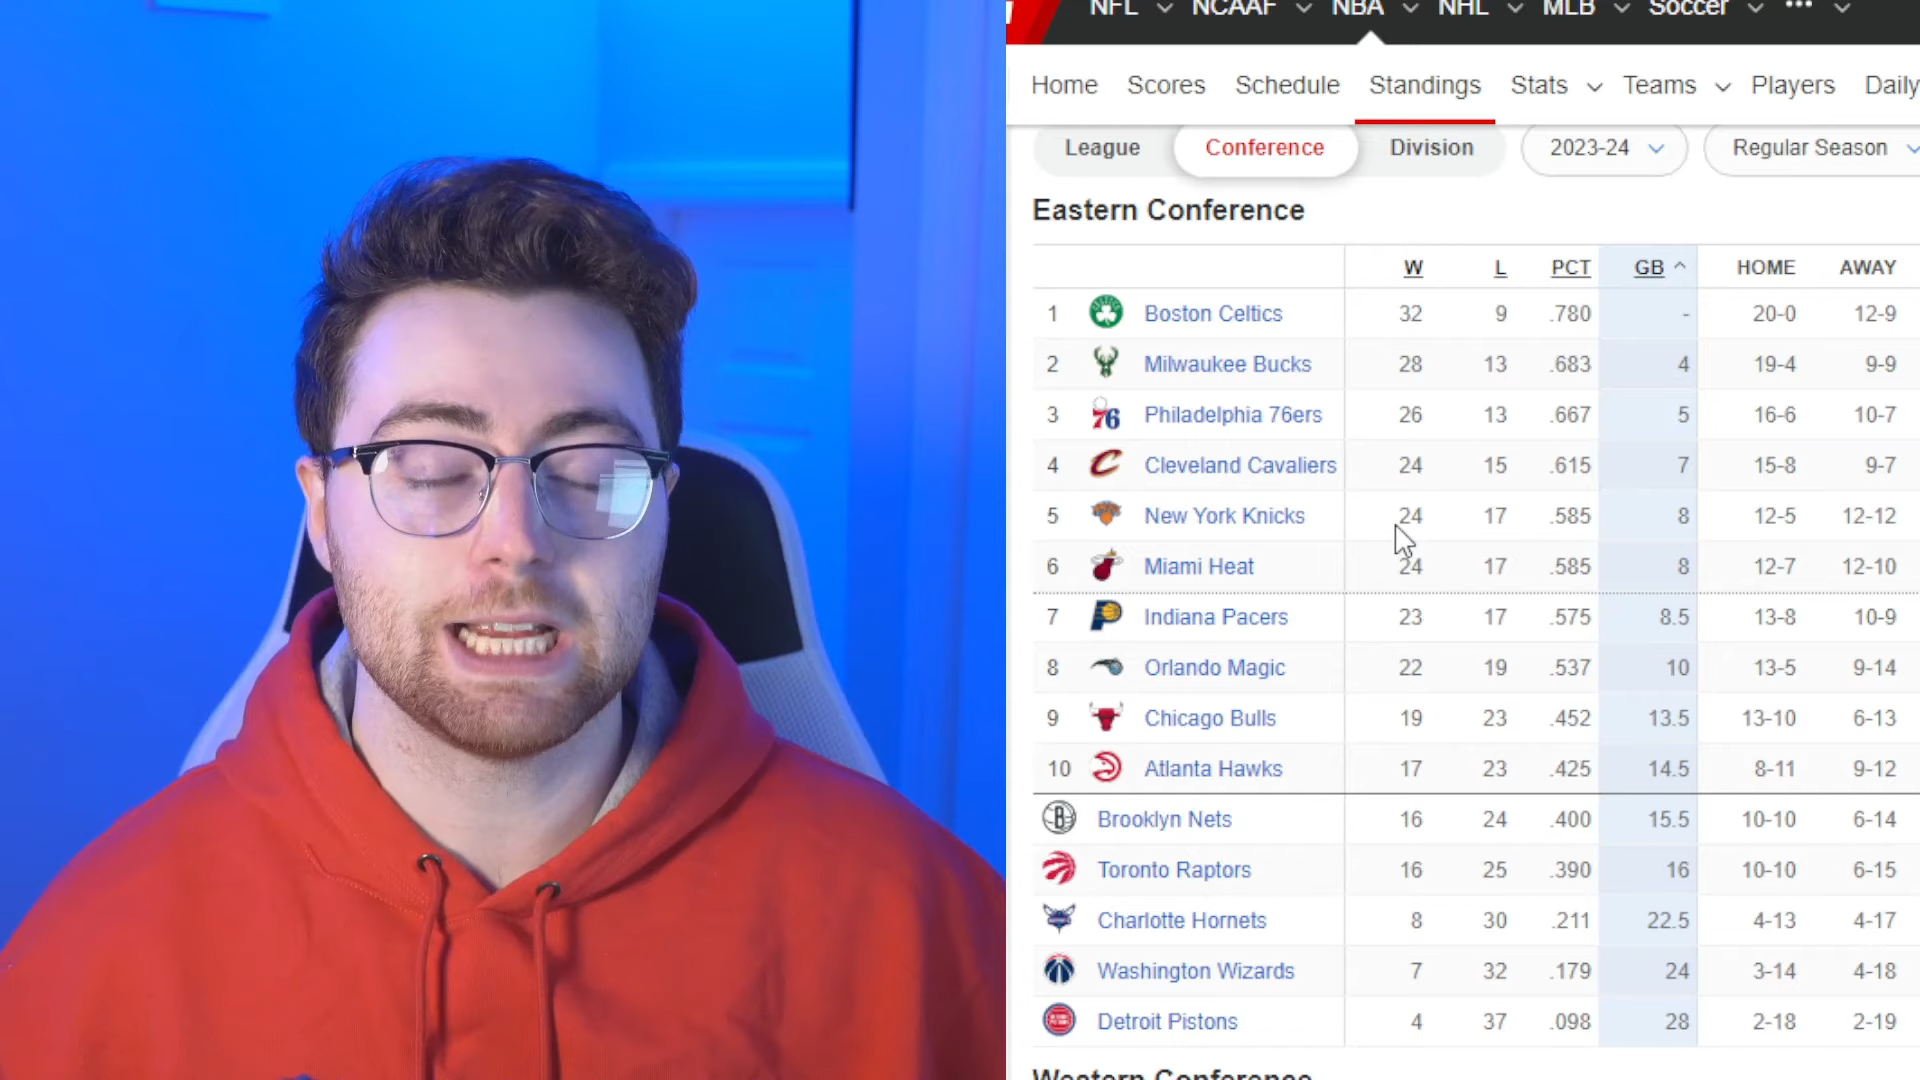 NFL NCAAF NBA NHL MLB Soccer ...
Home Scores Schedule Standings Stats Teams Players Daily
League Conference Division 2023-24 Regular Season
Eastern Conference
W L PCT GB HOME AWAY
1 Boston Celtics 32 9 .780 - 20-0 12-9
2 Milwaukee Bucks 28 13 .683 4 19-4 9-9
3 76 Philadelphia 76ers 26 13 .667 5 16-6 10-7
4 C Cleveland Cavaliers 24 15 .615 7 15-8 9-7
5 New York Knicks 24 17 .585 8 12-5 12-12
6 Miami Heat 24 17 .585 8 12-7 12-10
7 Indiana Pacers 23 17 .575 8.5 13-8 10-9
8 Orlando Magic 22 19 .537 10 13-5 9-14
9 Chicago Bulls 19 23 .452 13.5 13-10 6-13
10 Atlanta Hawks 17 23 .425 14.5 8-11 9-12
B Brooklyn Nets 16 24 .400 15.5 10-10 6-14
Toronto Raptors 16 25 .390 16 10-10 6-15
Charlotte Hornets 8 30 .211 22.5 4-13 4-17
Washington Wizards 7 32 .179 24 3-14 4-18
Detroit Pistons 4 37 .098 28 2-18 2-19
Western Conference